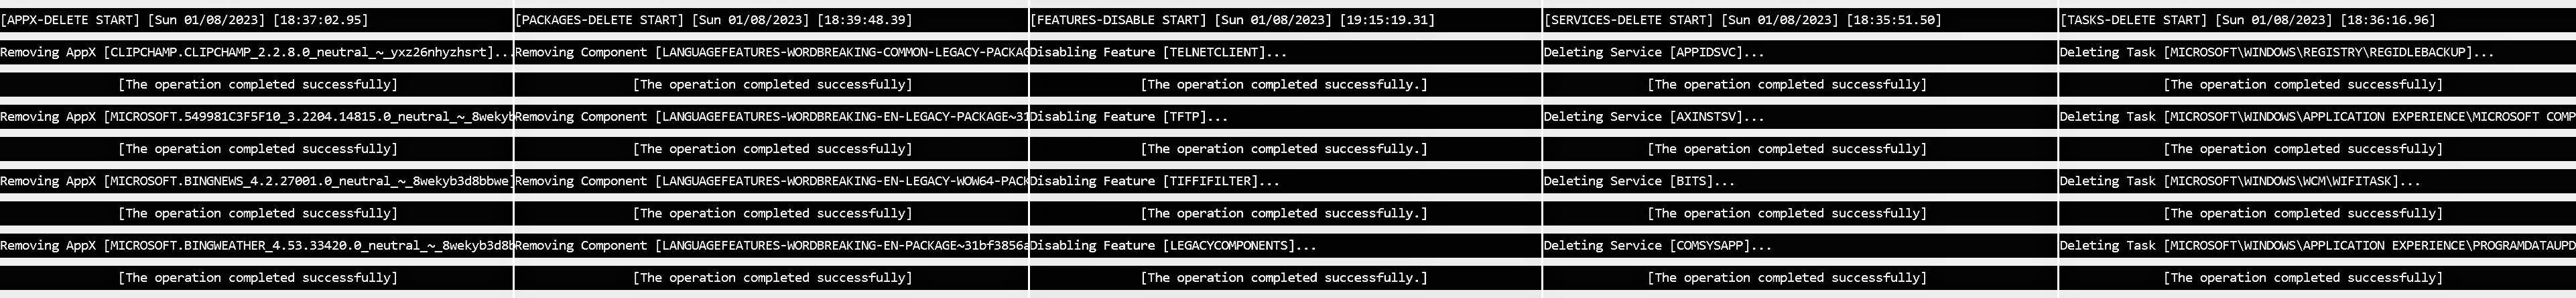 [APPX-DELETE START] [Sun 01/08/2023] [18:37:02.95]
Removing AppX [CLIPCHAMP.CLIPCHAMP_2.2.8.0_neutral_~_yxz26nhyzhsrt]...
[The operation completed successfully]
Removing AppX [MICROSOFT.549981C3F5F10_3.2204.14815.0_neutral_~_8wekyb
[The operation completed successfully]
Removing AppX [MICROSOFT.BINGNEWS_4.2.27001.0_neutral_~_8wekyb3d8bbwe]
[The operation completed successfully]
Removing AppX [MICROSOFT.BINGWEATHER_4.53.33420.0_neutral_~_8wekyb3d8b
[The operation completed successfully]
[PACKAGES-DELETE START] [Sun 01/08/2023] [18:39:48.39]
Removing Component [LANGUAGEFEATURES-WORDBREAKING-COMMON-LEGACY-PACKAG
[The operation completed successfully]
Removing Component [LANGUAGEFEATURES-WORDBREAKING-EN-LEGACY-PACKAGE~31
[The operation completed successfully]
Removing Component [LANGUAGEFEATURES-WORDBREAKING-EN-LEGACY-WOW64-PACK
[The operation completed successfully]
Removing Component [LANGUAGEFEATURES-WORDBREAKING-EN-PACKAGE~31bf3856a
[The operation completed successfully]
[FEATURES-DISABLE START] [Sun 01/08/2023] [19:15:19.31]
Disabling Feature [TELNETCLIENT]...
[The operation completed successfully.]
Disabling Feature [TFTP]...
[The operation completed successfully.]
Disabling Feature [TIFFIFILTER]...
[The operation completed successfully.]
Disabling Feature [LEGACYCOMPONENTS]...
[The operation completed successfully.]
[SERVICES-DELETE START] [Sun 01/08/2023] [18:35:51.50]
Deleting Service [APPIDSVC]...
[The operation completed successfully]
Deleting Service [AXINSTSV]...
[The operation completed successfully]
Deleting Service [BITS]...
[The operation completed successfully]
Deleting Service [COMSYSAPP]...
[The operation completed successfully]
[TASKS-DELETE START] [Sun 01/08/2023] [18:36:16.96]
Deleting Task [MICROSOFT\WINDOWS\REGISTRY\REGIDLEBACKUP]...
[The operation completed successfully]
Deleting Task [MICROSOFT\WINDOWS\APPLICATION EXPERIENCE\MICROSOFT COMP
[The operation completed successfully]
Deleting Task [MICROSOFT\WINDOWS\WCM\WIFITASK]...
[The operation completed successfully]
Deleting Task [MICROSOFT\WINDOWS\APPLICATION EXPERIENCE\PROGRAMDATAUPD
[The operation completed successfully]